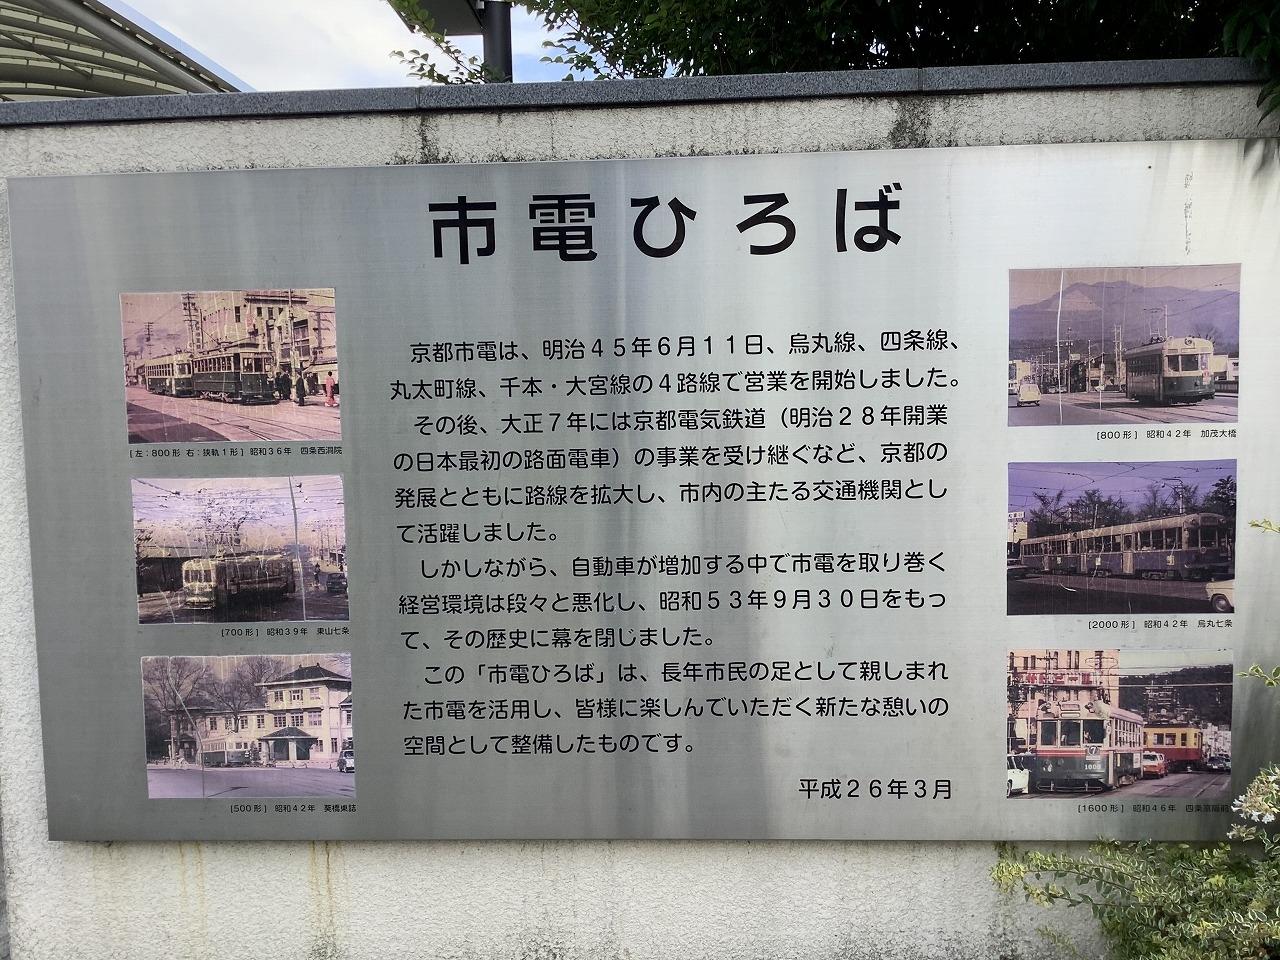 市電ひろば
京都市電は、明治45年6月11日、烏丸線、四条線、
丸太町線、千本・大宮線の4路線で営業を開始しました。
その後、大正7年には京都電気鉄道（明治28年開業
の日本最初の路面電車）の事業を受け継ぐなど、京都の
発展とともに路線を拡大し、市内の主たる交通機関とし
て活躍しました。
しかしながら、自動車が増加する中で市電を取り巻く
経営環境は段々と悪化し、昭和53年9月30日をもっ
て、その歴史に幕を閉じました。
この「市電ひろば」は、長年市民の足として親しまれ
た市電を活用し、皆様に楽しんでいただく新たな憩いの
空間として整備したものです。
平成26年3月
[左：800形 右：狭軌1形] 昭和36年 四条西洞院
[700形] 昭和39年 東山七条
[500形] 昭和42年 葵橋東詰
[800形] 昭和42年 加茂大橋
[2000形] 昭和42年 烏丸七条
[1600形] 昭和46年 四条京阪前